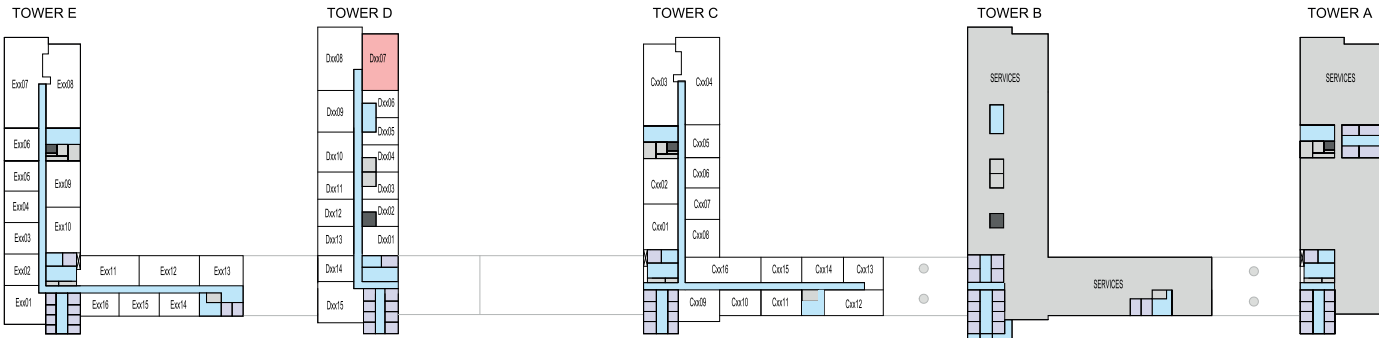 TOWER E
TOWER D
TOWER C
TOWER B
TOWER A
Exx07
Exx08
Exx06
Exx05
Exx09
Exx04
Exx03
Exx10
Exx02
Exx11
Exx12
Exx13
Exx01
Exx16
Exx15
Exx14
Dxx08
Dxx07
Dxx09
Dxx06
Dxx05
Dxx10
Dxx04
Dxx11
Dxx03
Dxx12
Dxx02
Dxx13
Dxx01
Dxx14
Dxx15
Cxx03
Cxx04
Cxx05
Cxx02
Cxx06
Cxx07
Cxx01
Cxx08
Cxx16
Cxx15
Cxx14
Cxx13
Cxx09
Cxx10
Cxx11
Cxx12
SERVICES
SERVICES
SERVICES